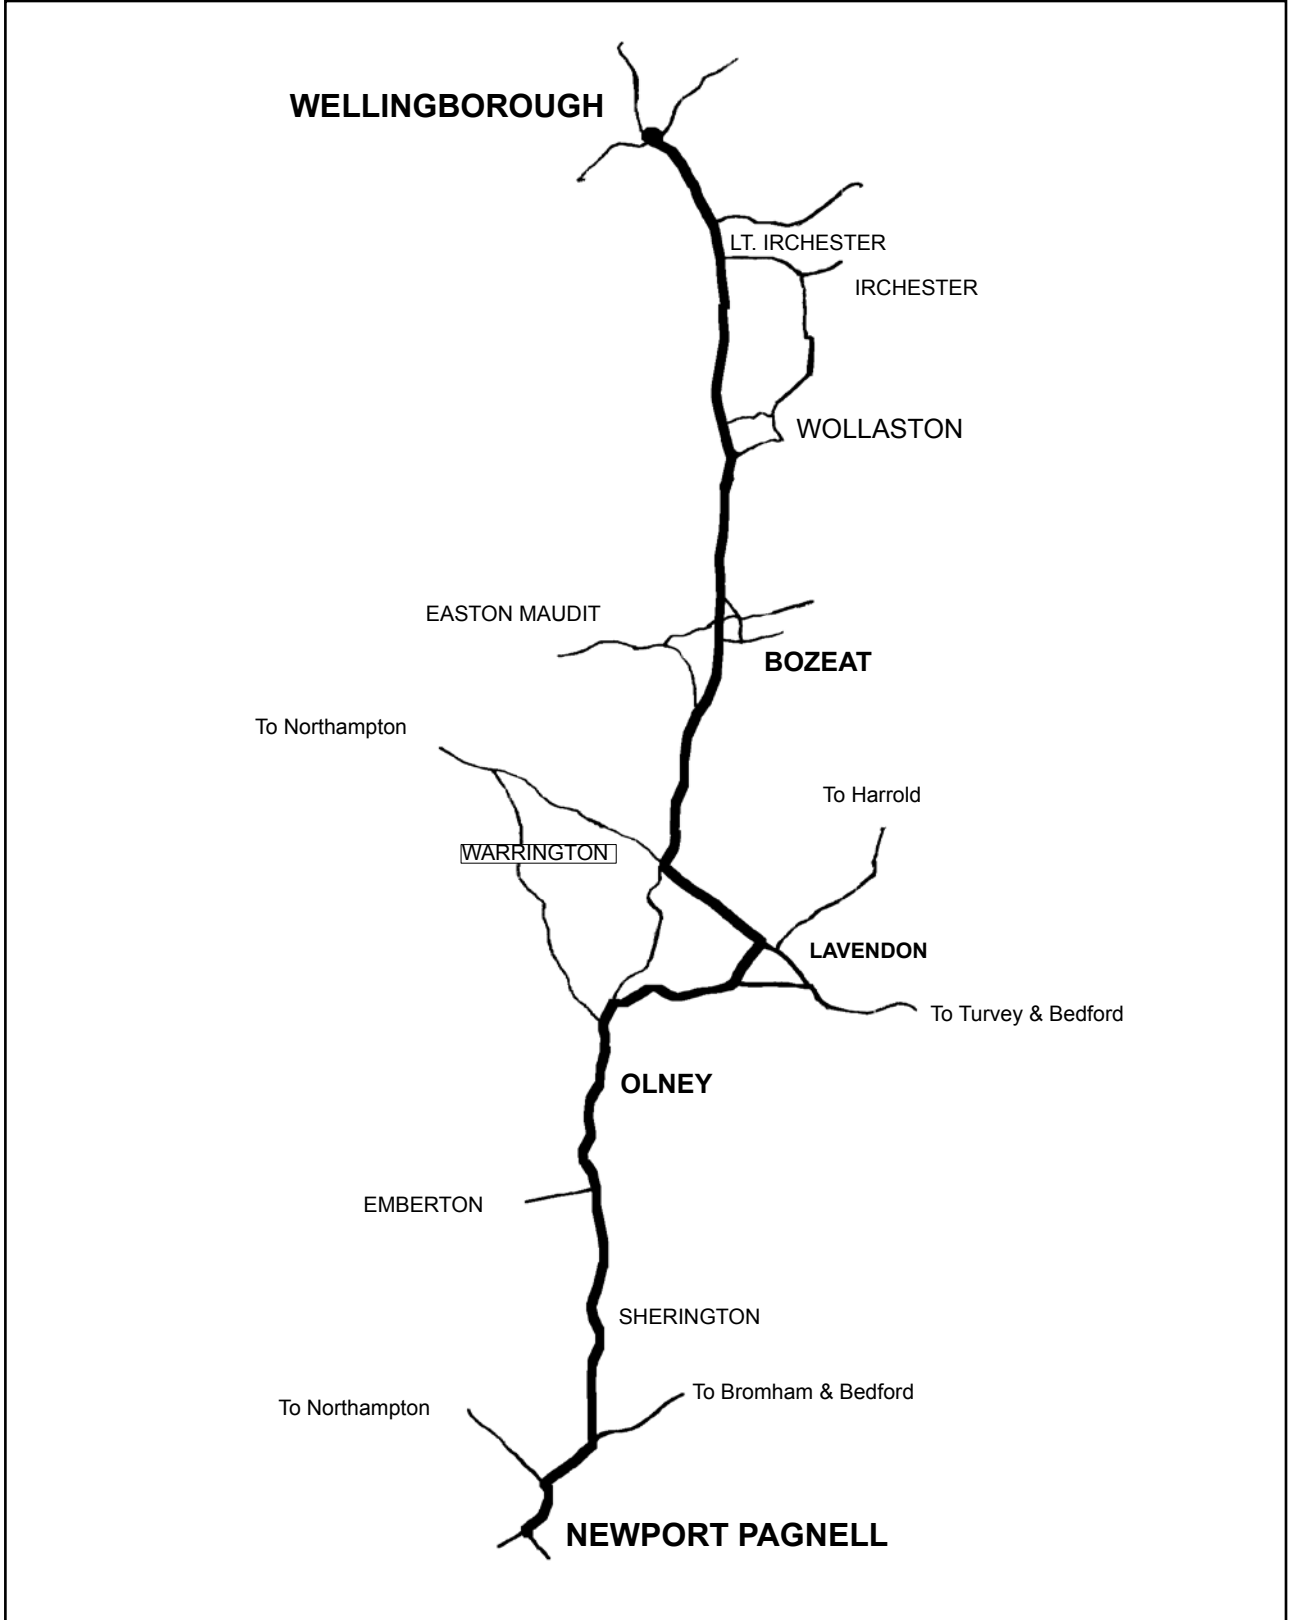 WELLINGBOROUGH
LT. IRCHESTER
IRCHESTER
WOLLASTON
EASTON MAUDIT
BOZEAT
To Northampton
To Harrold
WARRINGTON
LAVENDON
To Turvey & Bedford
OLNEY
EMBERTON
SHERINGTON
To Bromham & Bedford
To Northampton
NEWPORT PAGNELL